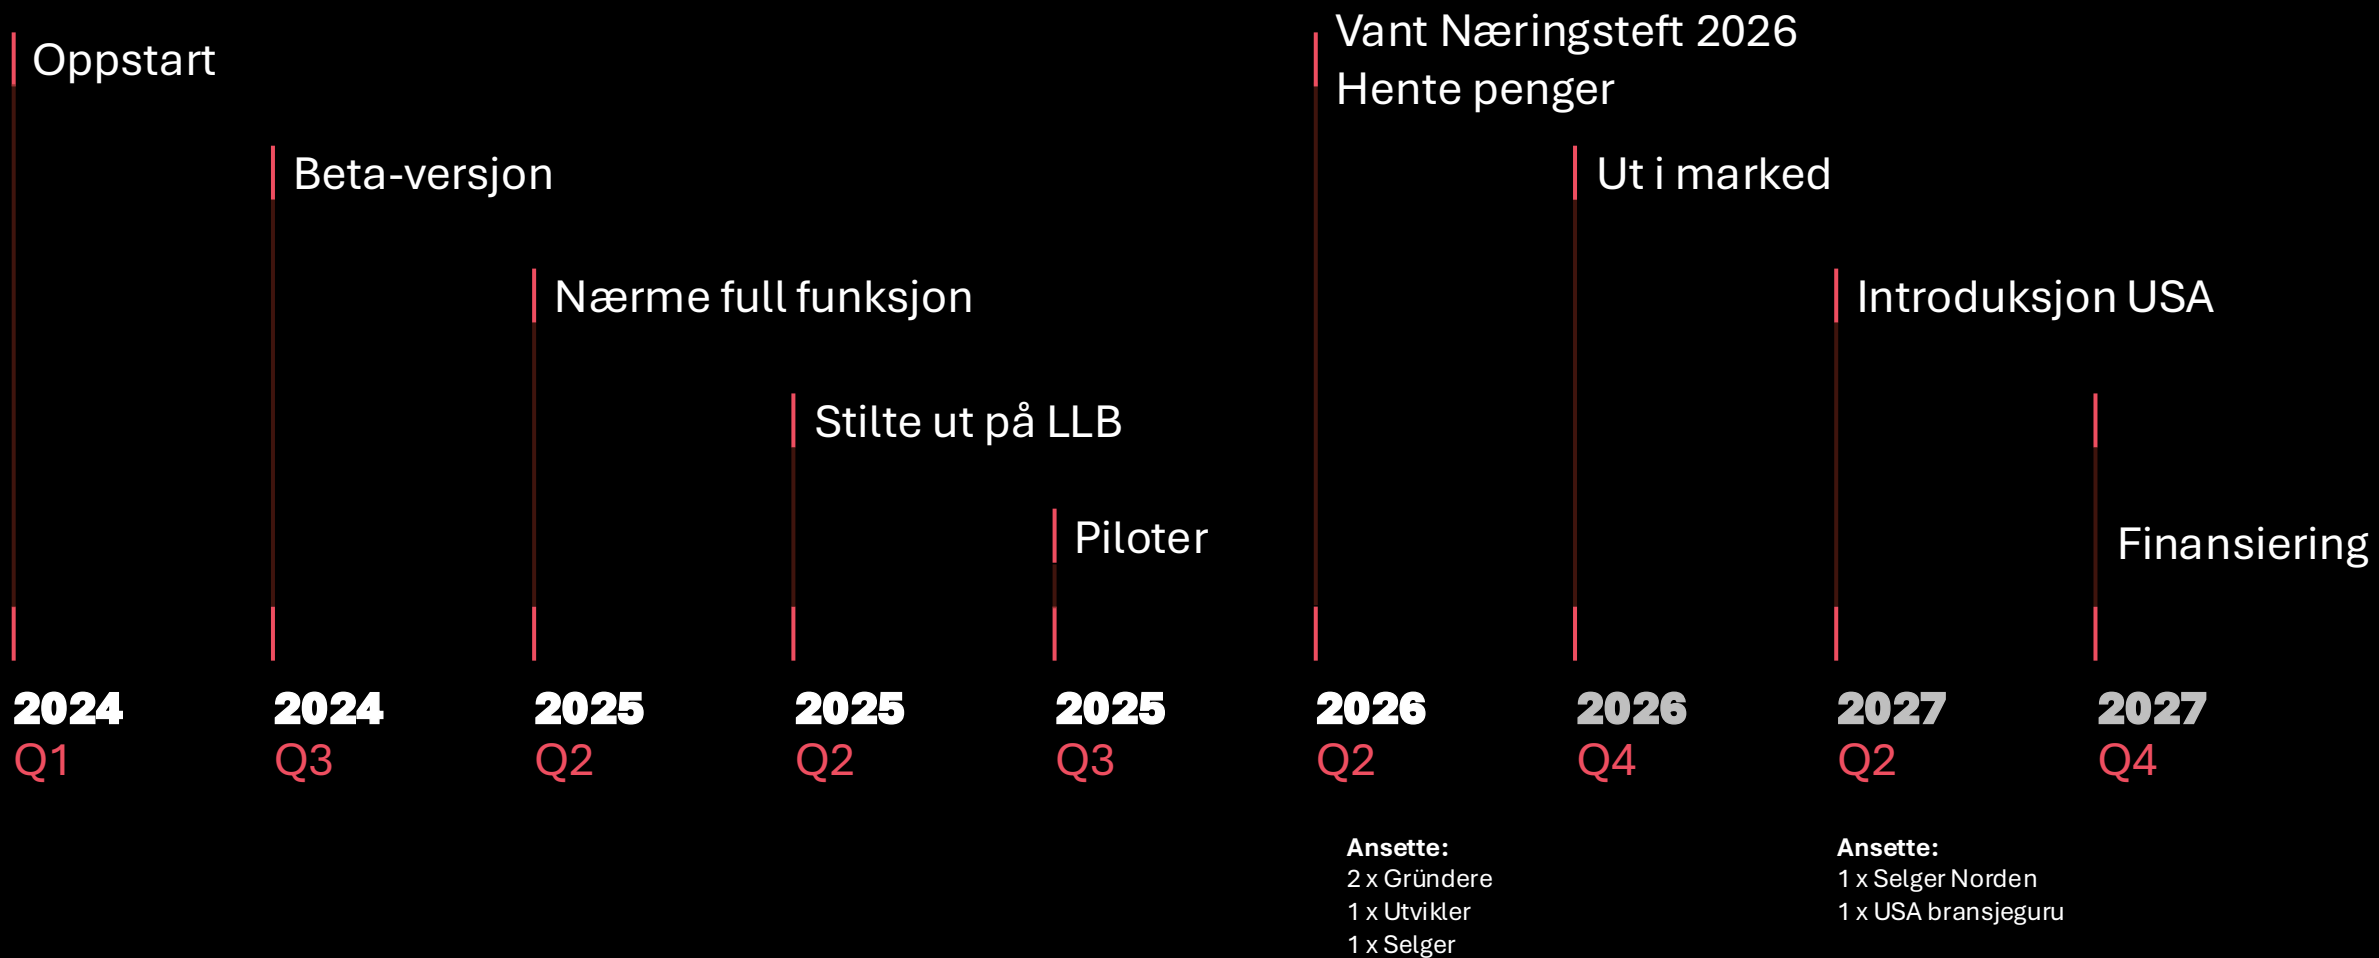 Oppstart
Beta-versjon
Nærme full funksjon
Stilte ut på LLB
Piloter
Vant Næringsteft 2026
Hente penger
Ut i marked
Introduksjon USA
Finansiering
2024
Q1
2024
Q3
2025
Q2
2025
Q2
2025
Q3
2026
Q2
2026
Q4
2027
Q2
2027
Q4
Ansette:
2 x Gründere
1 x Utvikler
1 x Selger
Ansette:
1 x Selger Norden
1 x USA bransjeguru